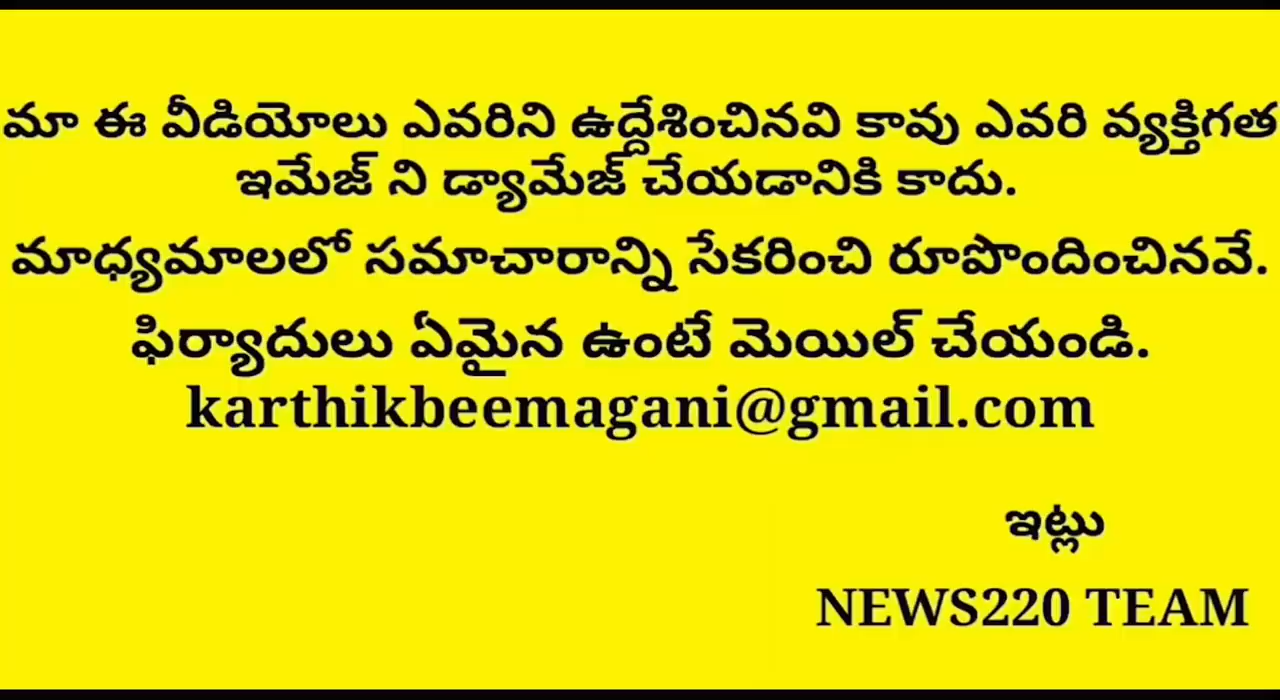 మా ఈ వీడియోలు ఎవరిని ఉద్దేశించినవి కావు ఎవరి వ్యక్తిగత
ఇమేజ్ ని డ్యామేజ్ చేయడానికి కాదు.
మాధ్యమాలలో సమాచారాన్ని సేకరించి రూపొందించినవే.
ఫిర్యాదులు ఏమైన ఉంటే మెయిల్ చేయండి.
karthikbeemagani@gmail.com
ఇట్లు
NEWS220 TEAM